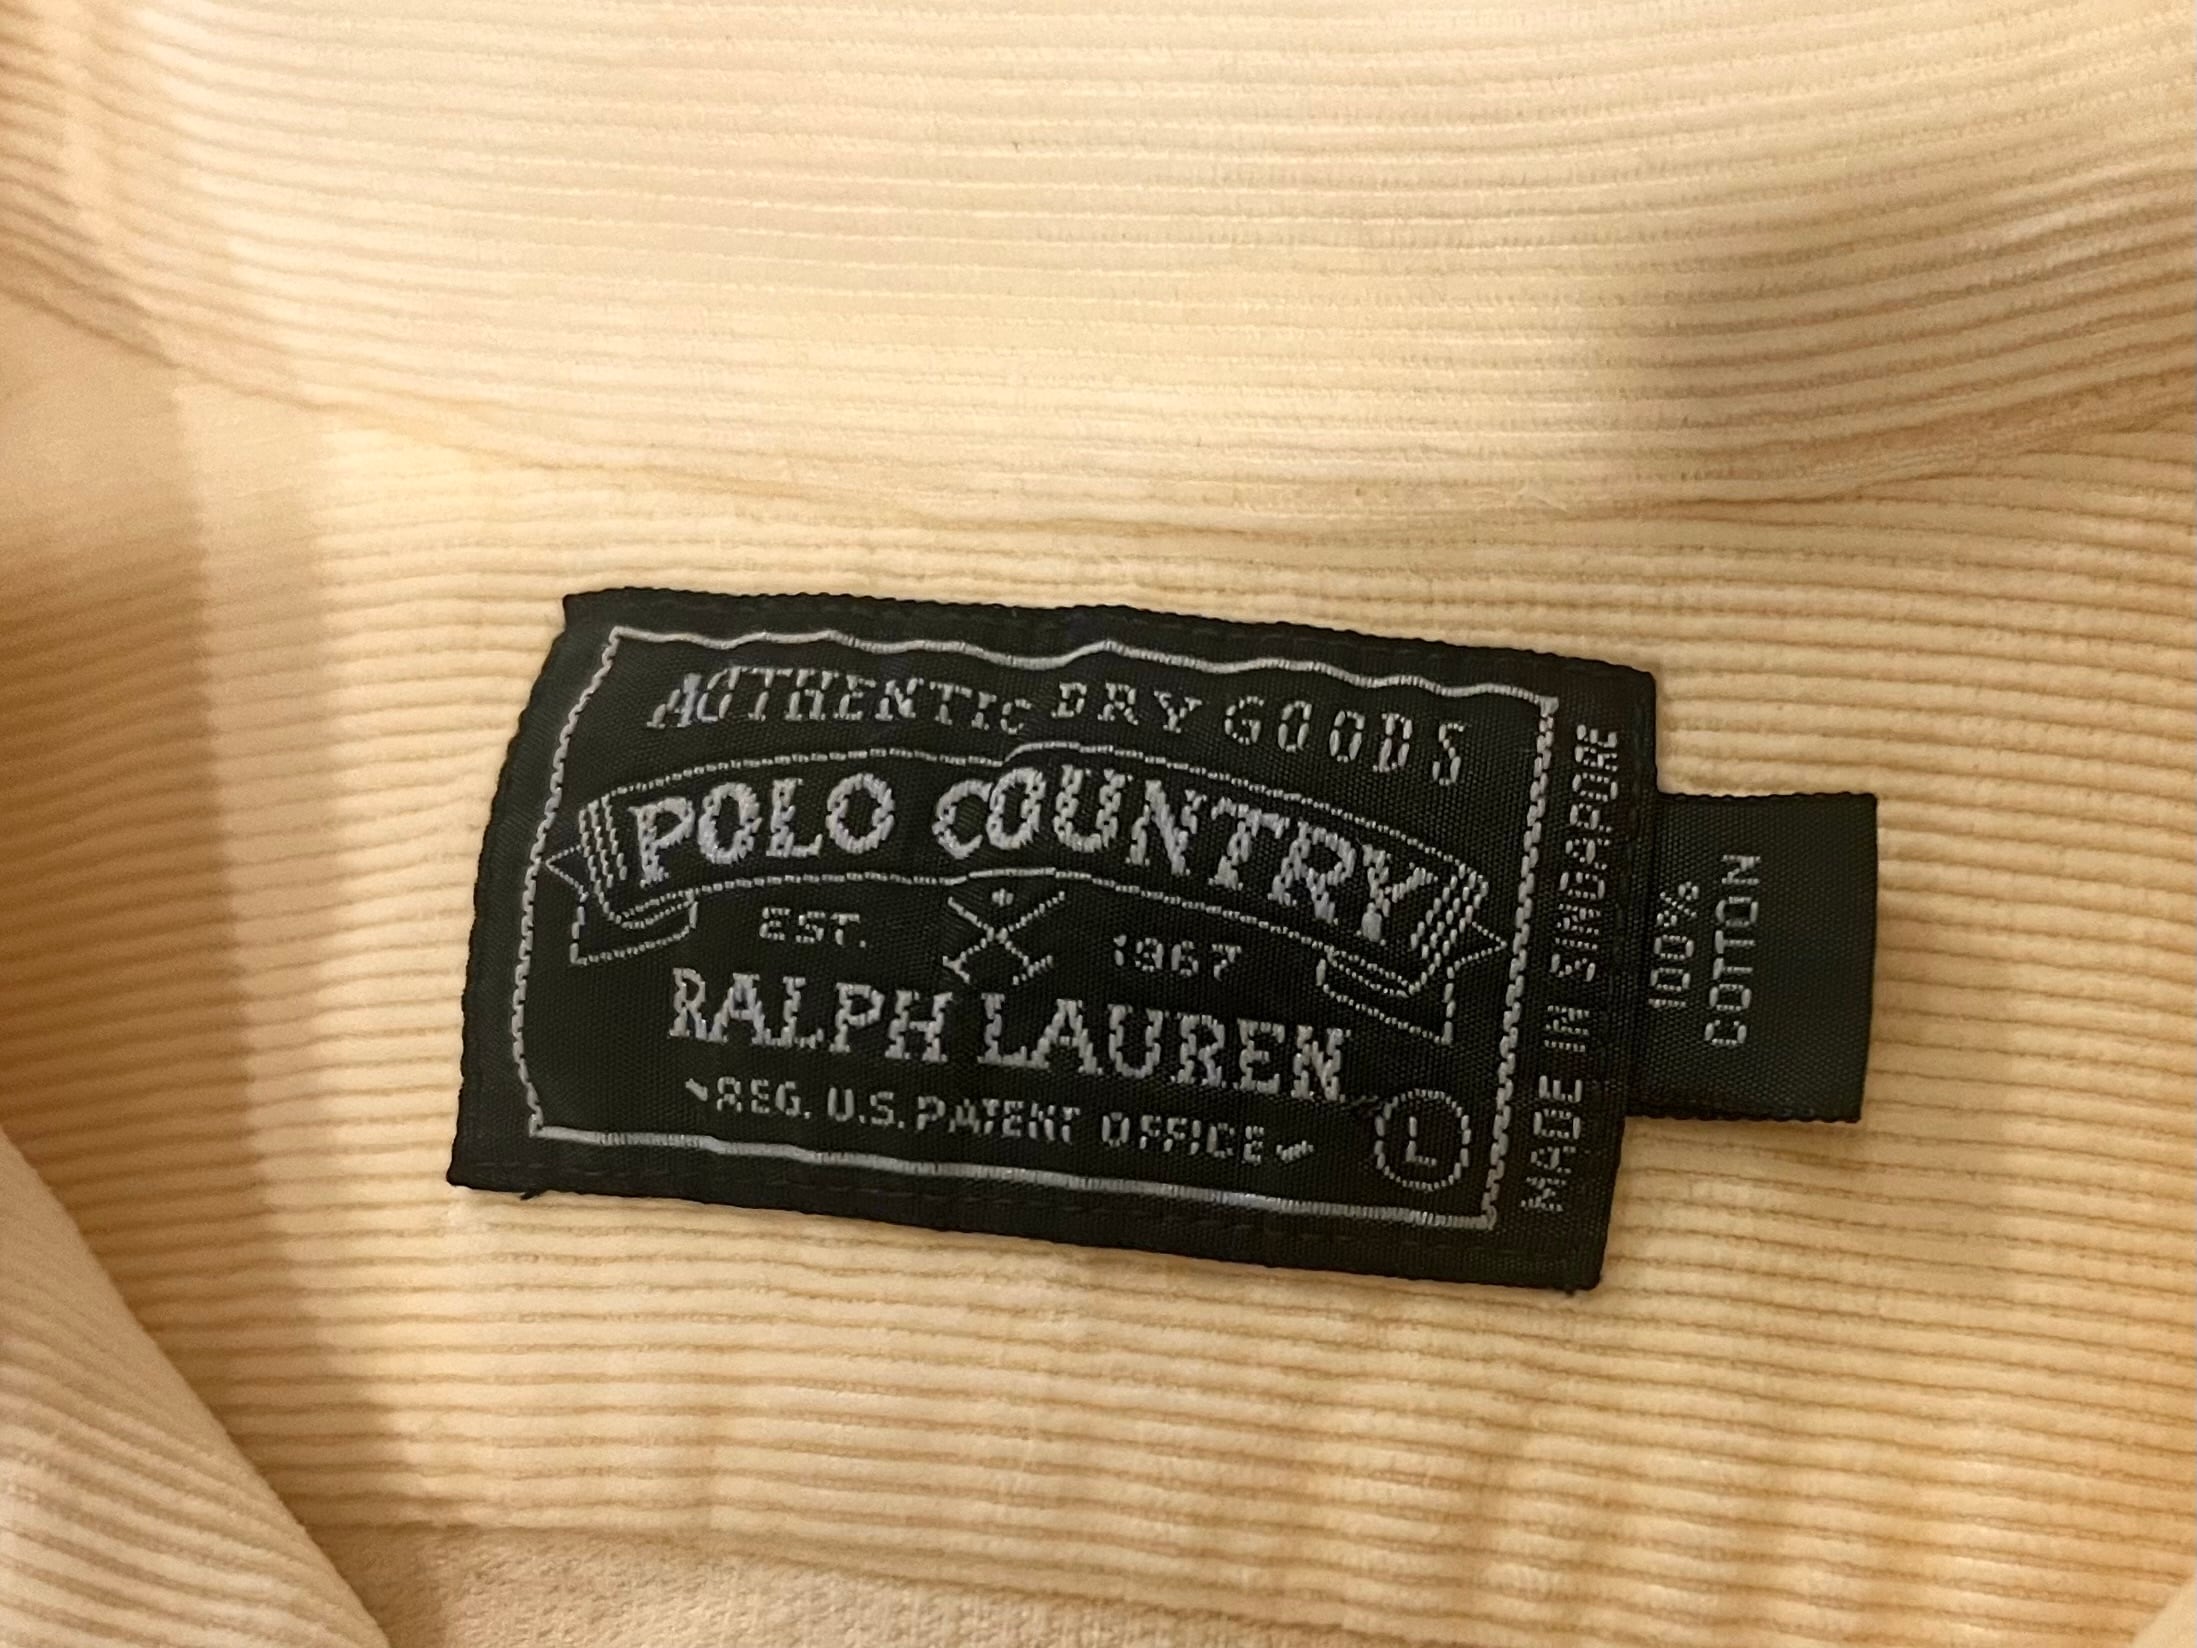 AUTHENTIC DRY GOODS
POLO COUNTRY
EST. 1967
RALPH LAUREN
REG. U.S. PATENT OFFICE
L
MADE IN SINGAPORE
100%
COTTON